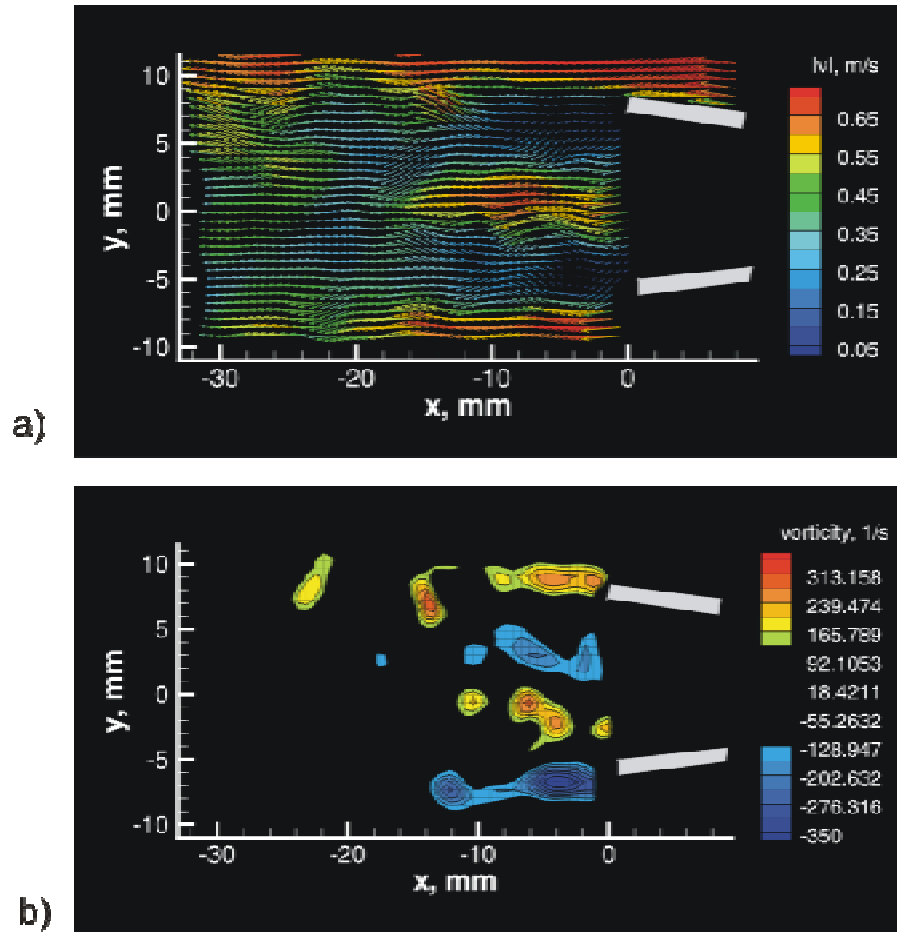 lvl, m/s
10
5
0
-5
-10
y, mm
0.65
0.55
0.45
0.35
0.25
0.15
0.05
-30 -20 -10 0
x, mm
a)
vorticity, 1/s
10
5
0
-5
-10
y, mm
313.158
239.474
165.789
92.1053
18.4211
-55.2632
-128.947
-202.632
-276.316
-350
-30 -20 -10 0
x, mm
b)